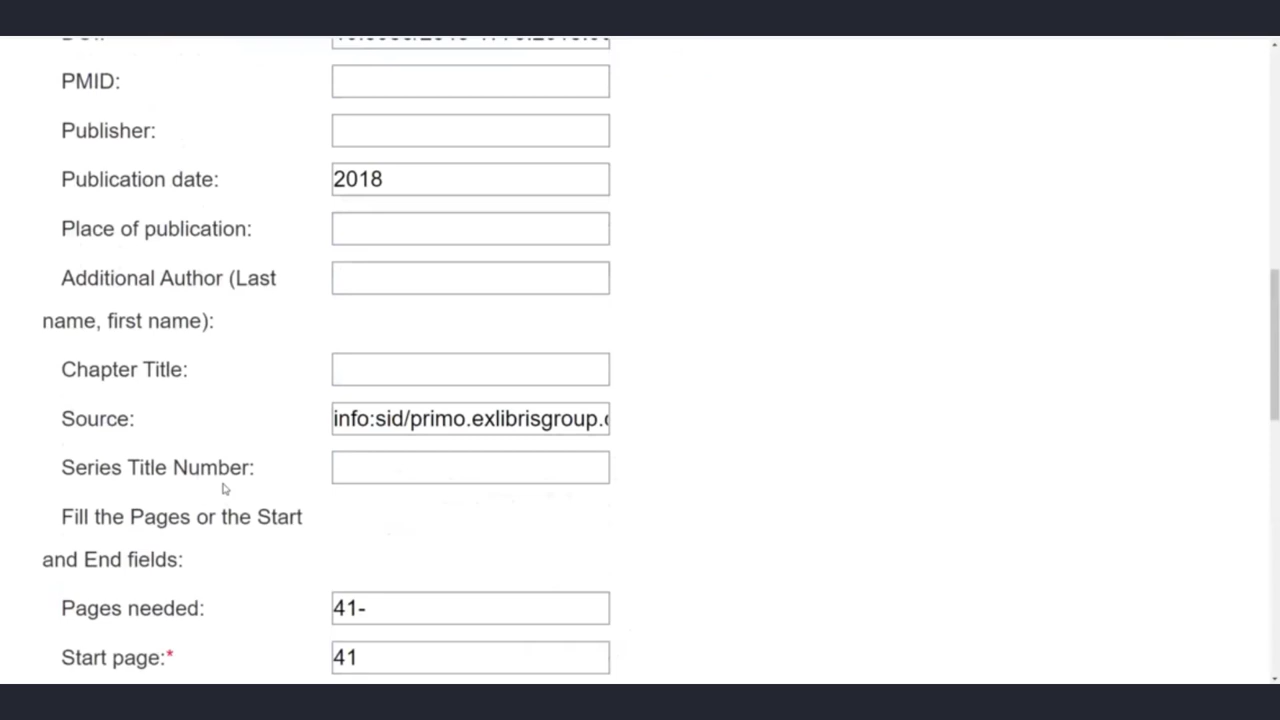 PMID:
Publisher:
Publication date: 2018
Place of publication:
Additional Author (Last
name, first name):
Chapter Title:
Source: info:sid/primo.exlibrisgroup.
Series Title Number:
Fill the Pages or the Start
and End fields:
Pages needed: 41-
Start page:* 41